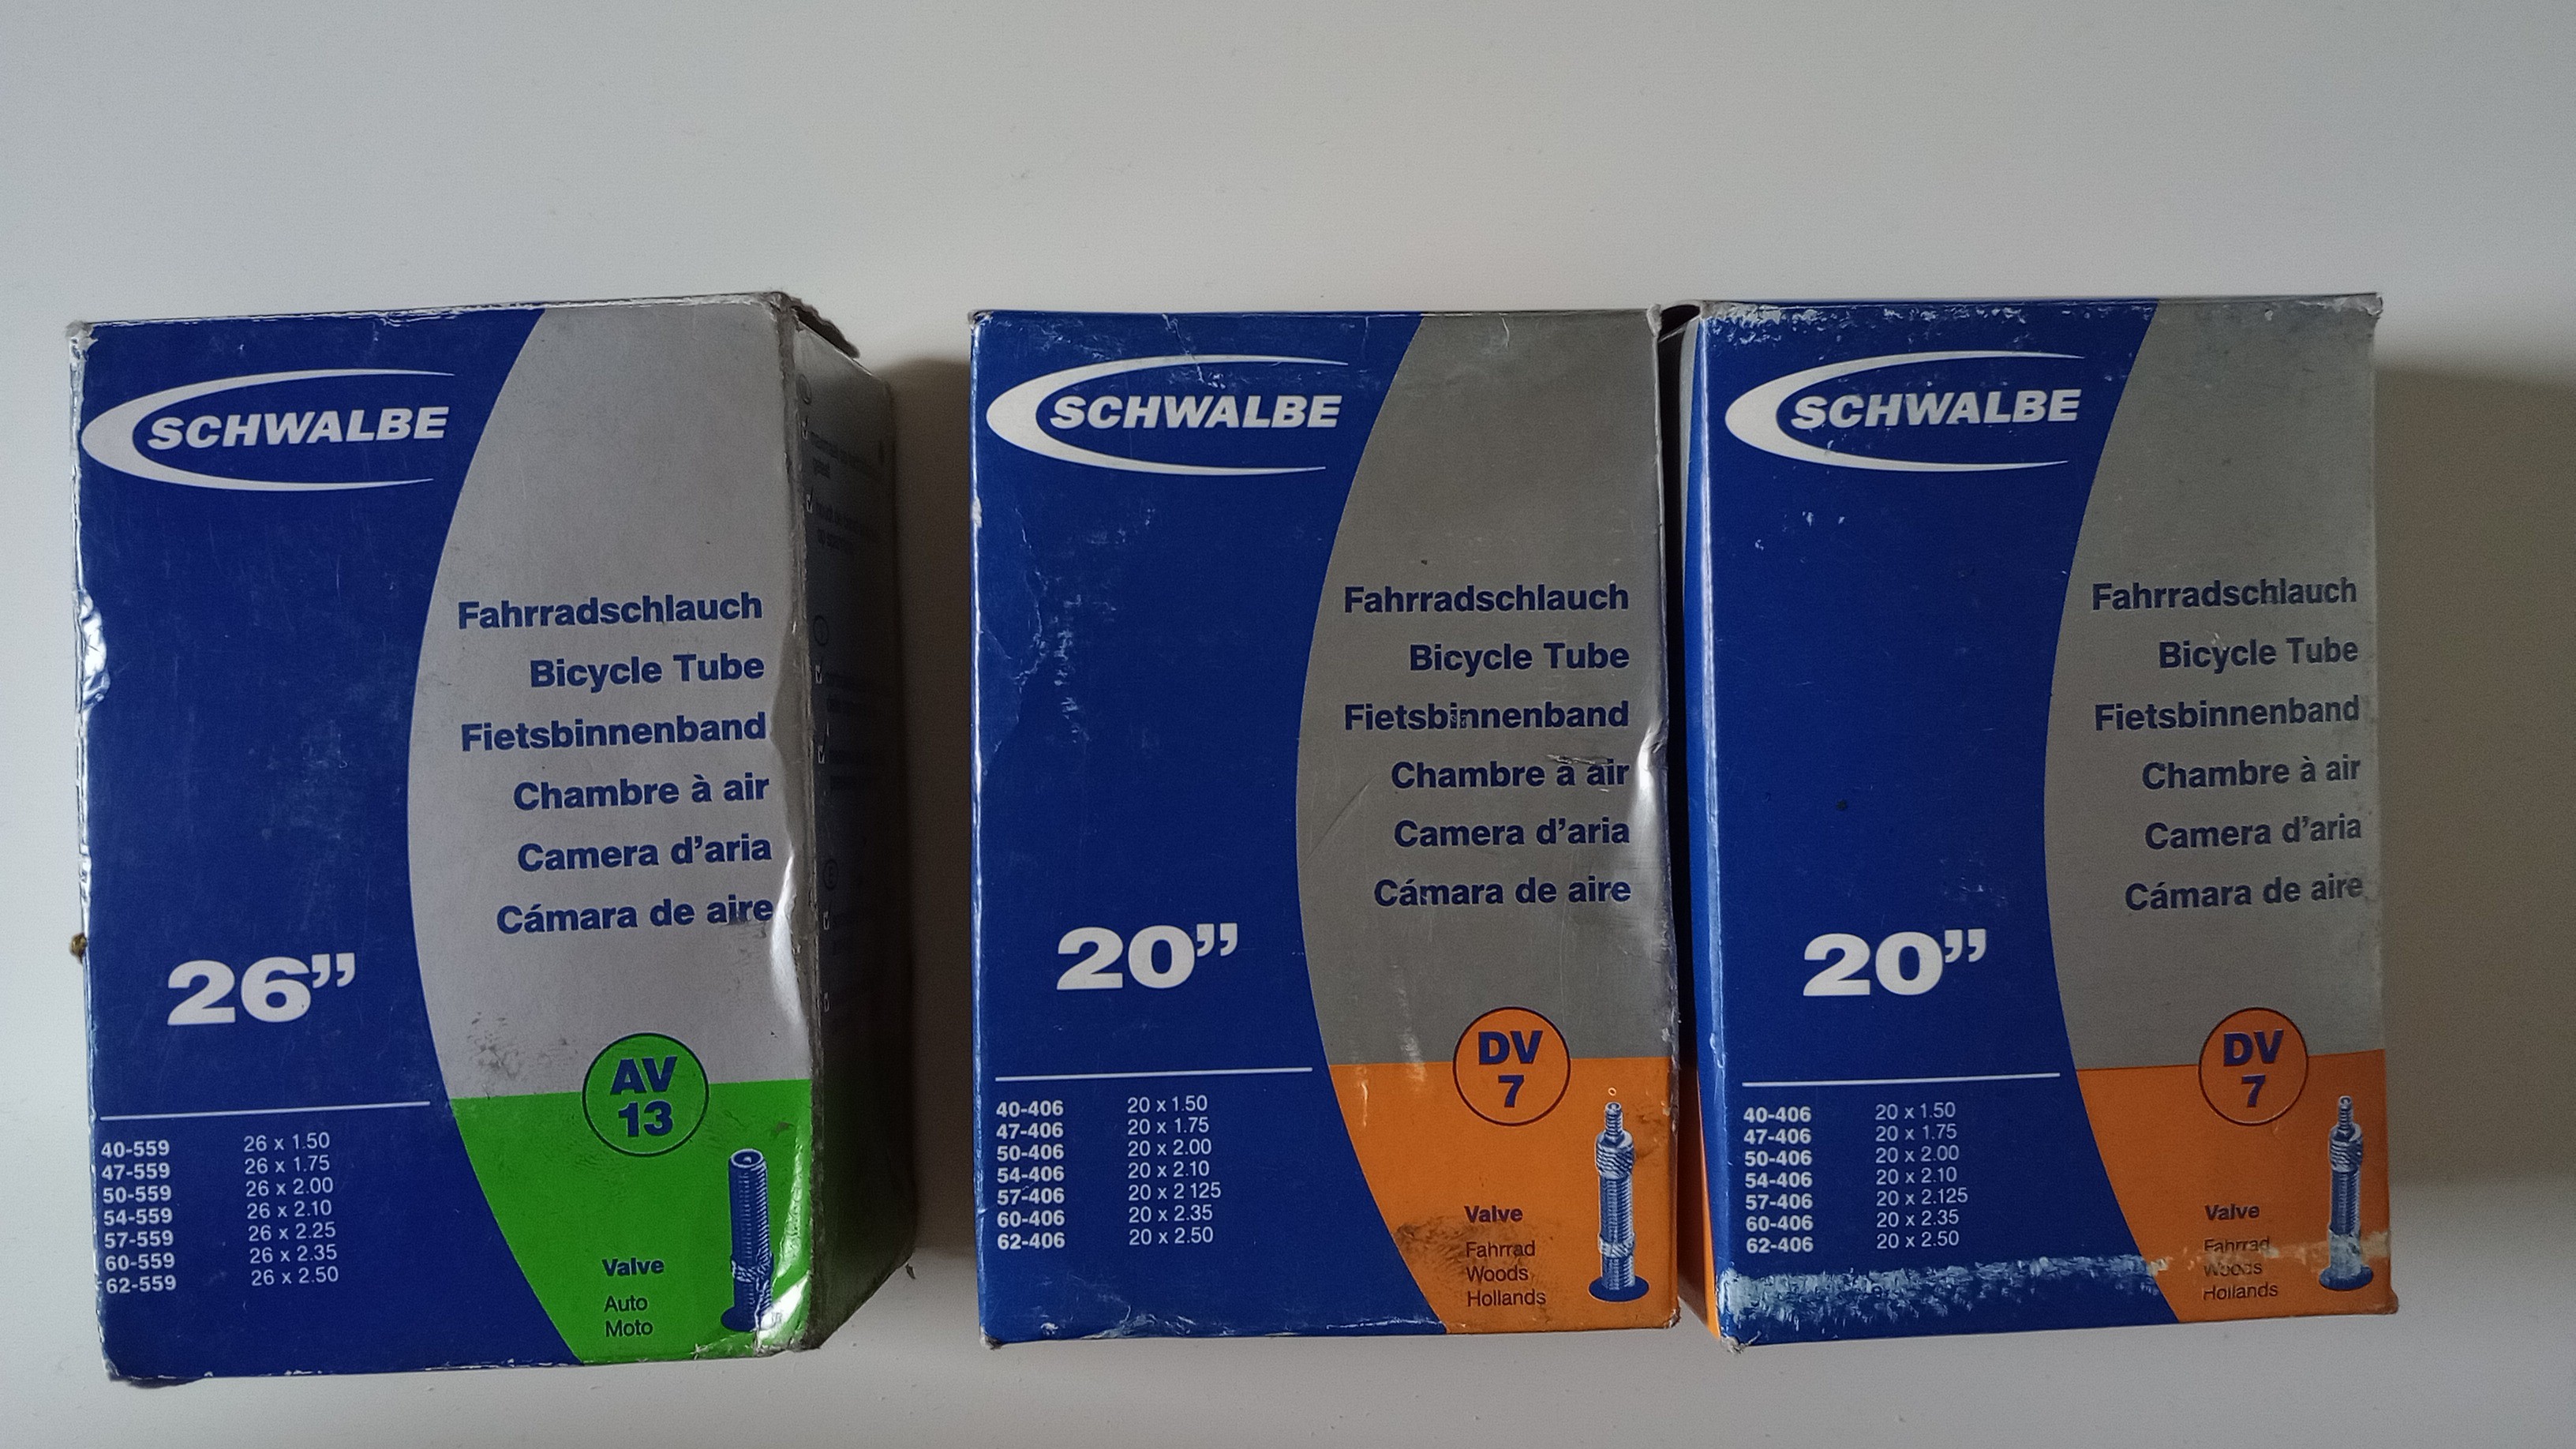 SCHWALBE
Fahrradschlauch
Bicycle Tube
Fietsbinnenband
Chambre à air
Camera d'aria
Cámara de aire
26”
AV
13
40-559 26 x 1.50
47-559 26 x 1.75
50-559 26 x 2.00
54-559 26 x 2.10
57-559 26 x 2.25
60-559 26 x 2.35
62-559 26 x 2.50
Valve
Auto
Moto
SCHWALBE
Fahrradschlauch
Bicycle Tube
Fietsbinnenband
Chambre à air
Camera d'aria
Cámara de aire
20”
DV
7
40-406 20 x 1.50
47-406 20 x 1.75
50-406 20 x 2.00
54-406 20 x 2.10
57-406 20 x 2 125
60-406 20 x 2.35
62-406 20 x 2.50
Valve
Fahrrad
Woods
Hollands
SCHWALBE
Fahrradschlauch
Bicycle Tube
Fietsbinnenband
Chambre à air
Camera d'aria
Cámara de aire
20”
DV
7
40-406 20 x 1.50
47-406 20 x 1.75
50-406 20 x 2.00
54-406 20 x 2.10
57-406 20 x 2.125
60-406 20 x 2.35
62-406 20 x 2.50
Valve
Fahrrad
Woods
Hollands